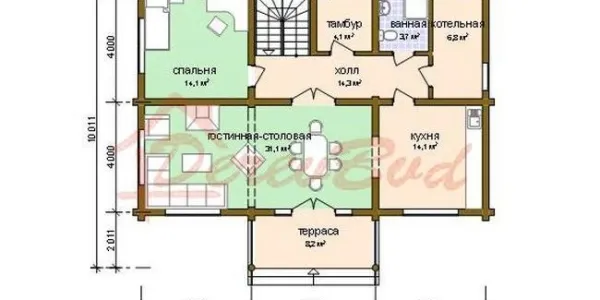 тамбур
4,1 м²
ванная
3,7 м²
котельная
6,8 м²
спальня
14,1 м²
холл
14,3 м²
гостинная-столовая
31,1 м²
кухня
14,1 м²
терраса
8,2 м²
4000
4000
2 011
10 011
DerevBud